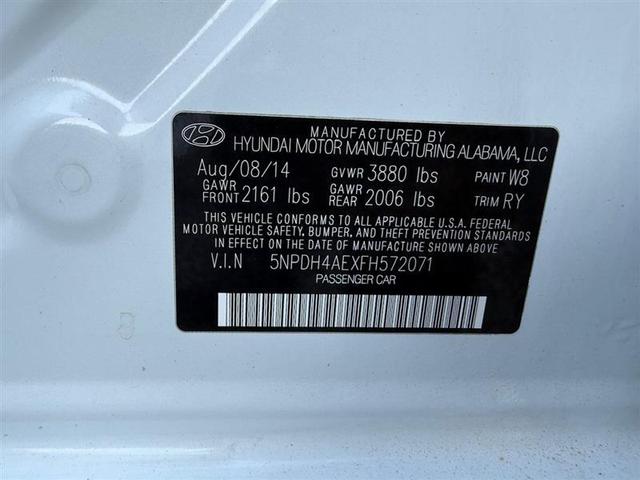 MANUFACTURED BY
HYUNDAI MOTOR MANUFACTURING ALABAMA, LLC
Aug/08/14 GVWR 3880 lbs PAINT W8
GAWR FRONT 2161 lbs GAWR REAR 2006 lbs TRIM RY
THIS VEHICLE CONFORMS TO ALL APPLICABLE U.S.A. FEDERAL
MOTOR VEHICLE SAFETY, BUMPER, AND THEFT PREVENTION STANDARDS
IN EFFECT ON THE DATE OF MANUFACTURE SHOWN ABOVE.
V.I.N 5NPDH4AEXFH572071
PASSENGER CAR